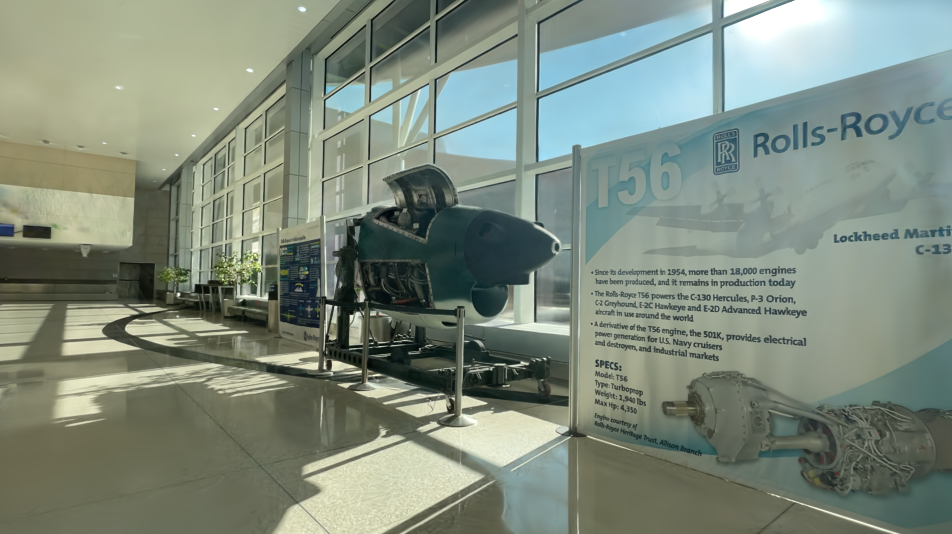 T56
Rolls-Royce
Lockheed Marti
C-13
• Since its development in 1954, more than 18,000 engines
have been produced, and it remains in production today
• The Rolls-Royce T56 powers the C-130 Hercules, P-3 Orion,
C-2 Greyhound, E-2C Hawkeye and E-2D Advanced Hawkeye
aircraft in use around the world
• A derivative of the T56 engine, the 501K, provides electrical
power generation for U.S. Navy cruisers
and destroyers, and industrial markets
SPECS:
Model: T56
Type: Turboprop
Weight: 1,940 lbs
Max Hp: 4,350
Engine courtesy of
Rolls-Royce Heritage Trust, Allison Branch